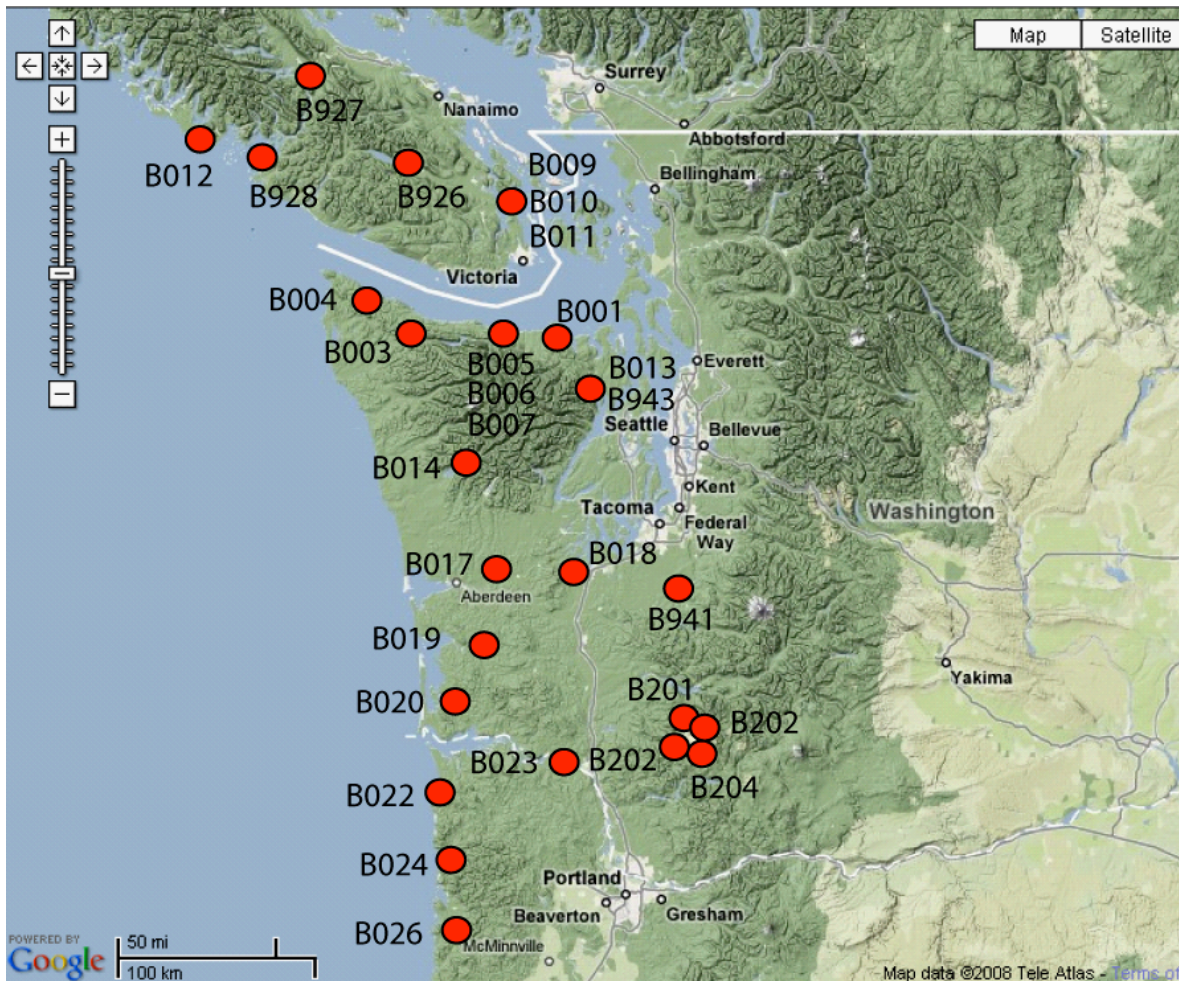 Map
Satellite
Surrey
B927
Nanaimo
Abbotsford
B012
B928
B926
B009
Bellingham
B010
B011
Victoria
B004
B003
B001
B005
B013
Everett
B006
B943
B007
Seattle
Bellevue
B014
Kent
Tacoma
Federal
Way
Washington
B017
B018
Aberdeen
B941
B019
Yakima
B020
B201
B202
B023
B202
B204
B022
B024
Portland
Beaverton
Gresham
B026
McMinnville
POWERED BY
Google
50 mi
100 km
Map data ©2008 Tele Atlas - Terms of